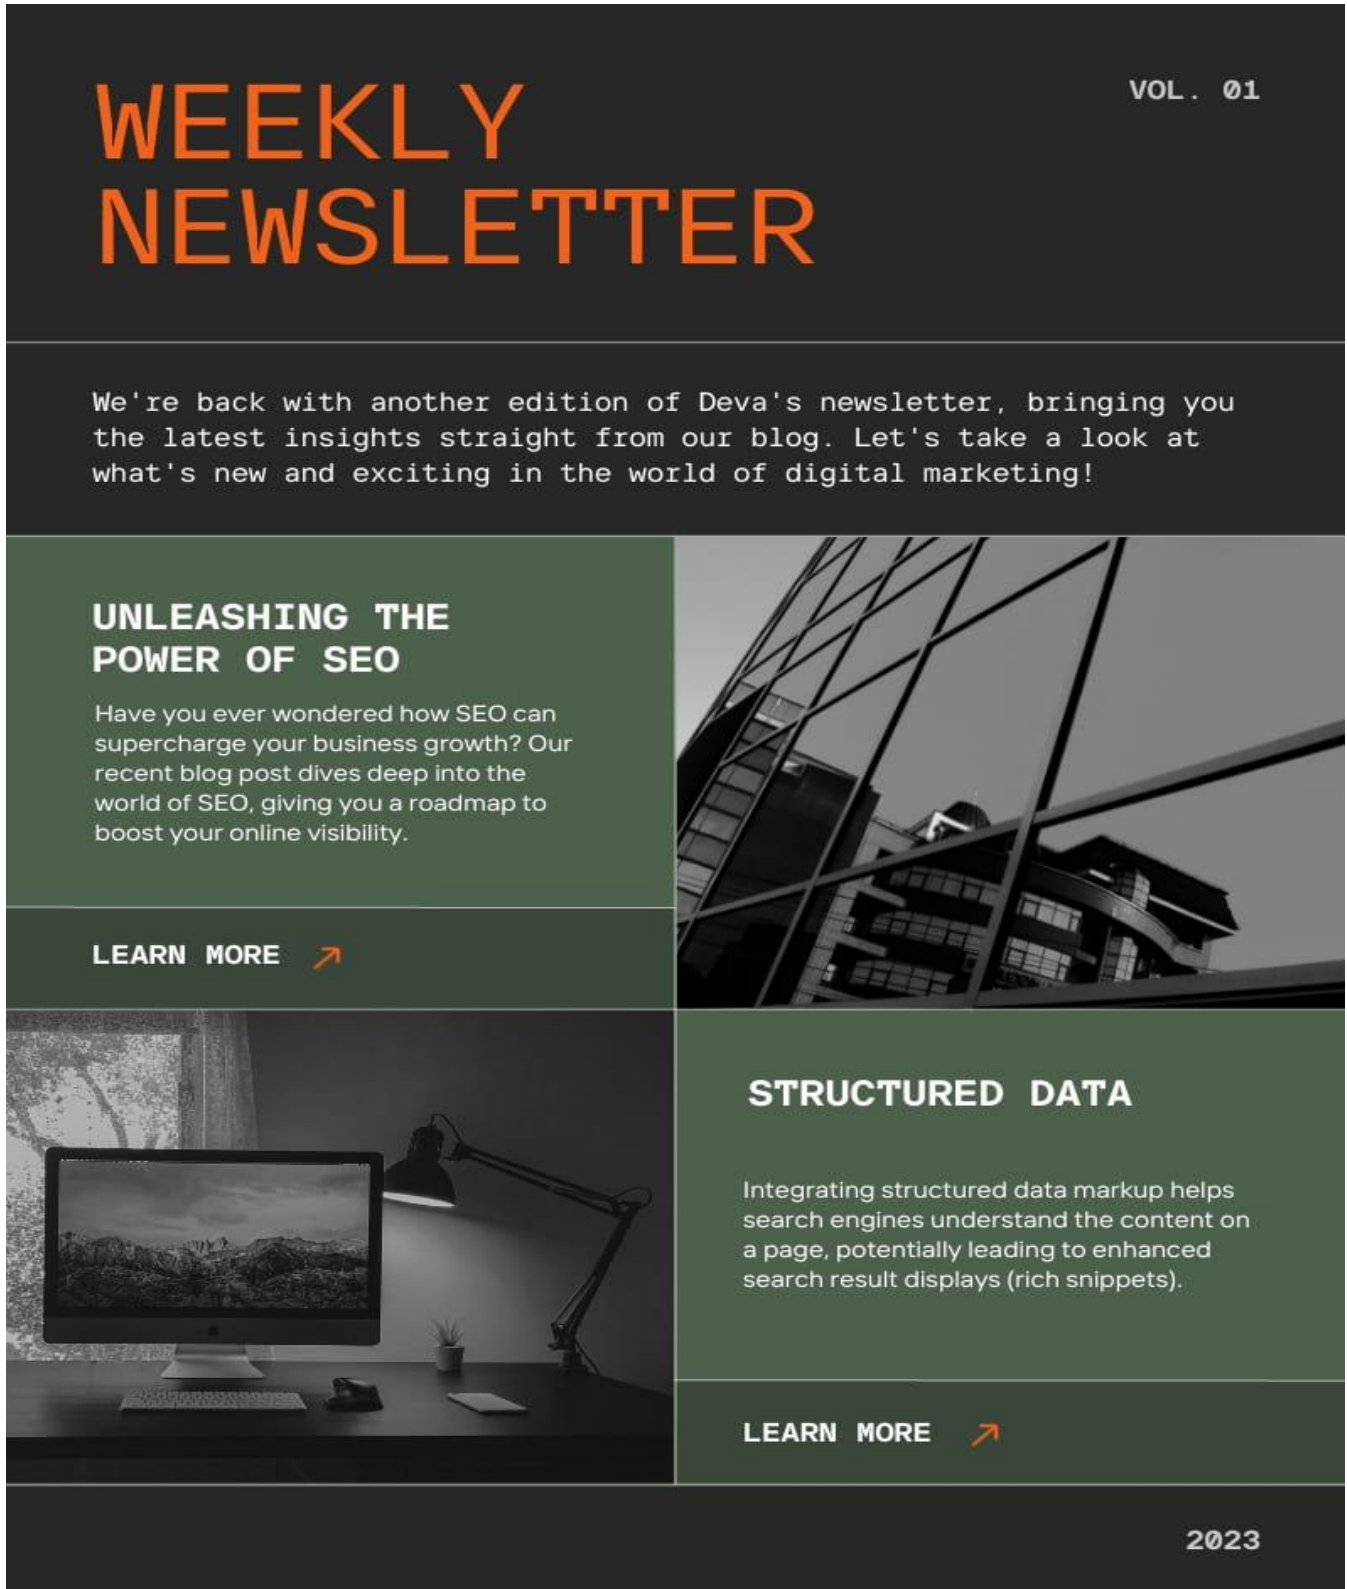 WEEKLY
NEWSLETTER
VOL. 01
We're back with another edition of Deva's newsletter, bringing you
the latest insights straight from our blog. Let's take a look at
what's new and exciting in the world of digital marketing!
UNLEASHING THE
POWER OF SEO
Have you ever wondered how SEO can
supercharge your business growth? Our
recent blog post dives deep into the
world of SEO, giving you a roadmap to
boost your online visibility.
LEARN MORE
STRUCTURED DATA
Integrating structured data markup helps
search engines understand the content on
a page, potentially leading to enhanced
search result displays (rich snippets).
LEARN MORE
2023